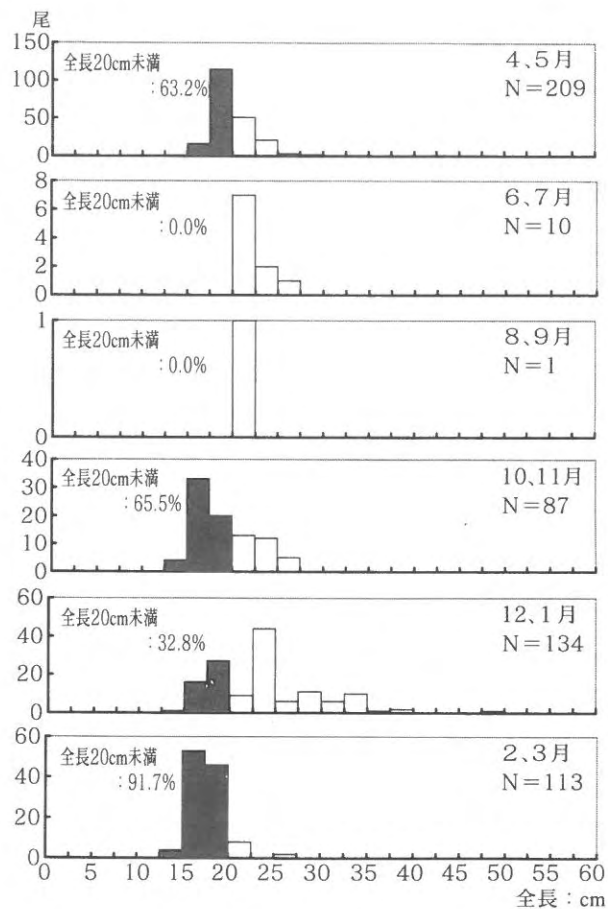 尾
150
100
50
0
全長20cm未満
:63.2%
4、5月
N=209
8
6
4
2
0
全長20cm未満
:0.0%
6、7月
N=10
1
0
全長20cm未満
:0.0%
8、9月
N=1
40
30
20
10
0
全長20cm未満
:65.5%
10、11月
N=87
60
40
20
0
全長20cm未満
:32.8%
12、1月
N=134
60
40
20
0
全長20cm未満
:91.7%
2、3月
N=113
0 5 10 15 20 25 30 35 40 45 50 55 60
全長:cm